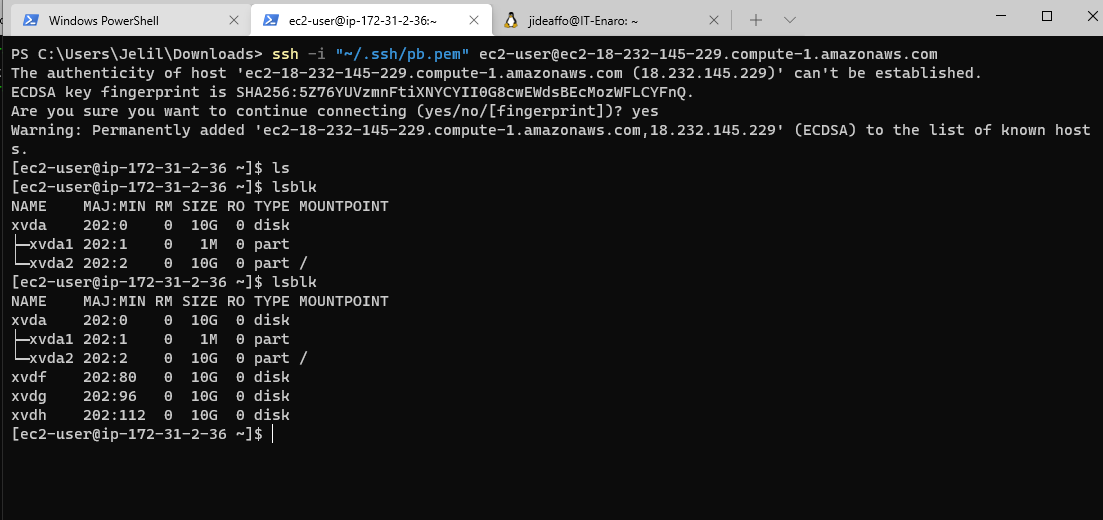 Windows PowerShell
ec2-user@ip-172-31-2-36:~
jideaffo@IT-Enaro: ~
PS C:\Users\Jelil\Downloads> ssh -i "~/.ssh/pb.pem" ec2-user@ec2-18-232-145-229.compute-1.amazonaws.com
The authenticity of host 'ec2-18-232-145-229.compute-1.amazonaws.com (18.232.145.229)' can't be established.
ECDSA key fingerprint is SHA256:5Z76YUVzmnFtiXNYCYII0G8cwEWdsBEcMozWFLCYFnQ.
Are you sure you want to continue connecting (yes/no/[fingerprint])? yes
Warning: Permanently added 'ec2-18-232-145-229.compute-1.amazonaws.com,18.232.145.229' (ECDSA) to the list of known host
s.
[ec2-user@ip-172-31-2-36 ~]$ ls
[ec2-user@ip-172-31-2-36 ~]$ lsblk
NAME    MAJ:MIN RM SIZE RO TYPE MOUNTPOINT
xvda    202:0    0  10G  0 disk
├─xvda1 202:1    0   1M  0 part
└─xvda2 202:2    0  10G  0 part /
[ec2-user@ip-172-31-2-36 ~]$ lsblk
NAME    MAJ:MIN RM SIZE RO TYPE MOUNTPOINT
xvda    202:0    0  10G  0 disk
├─xvda1 202:1    0   1M  0 part
└─xvda2 202:2    0  10G  0 part /
xvdf    202:80   0  10G  0 disk
xvdg    202:96   0  10G  0 disk
xvdh    202:112  0  10G  0 disk
[ec2-user@ip-172-31-2-36 ~]$